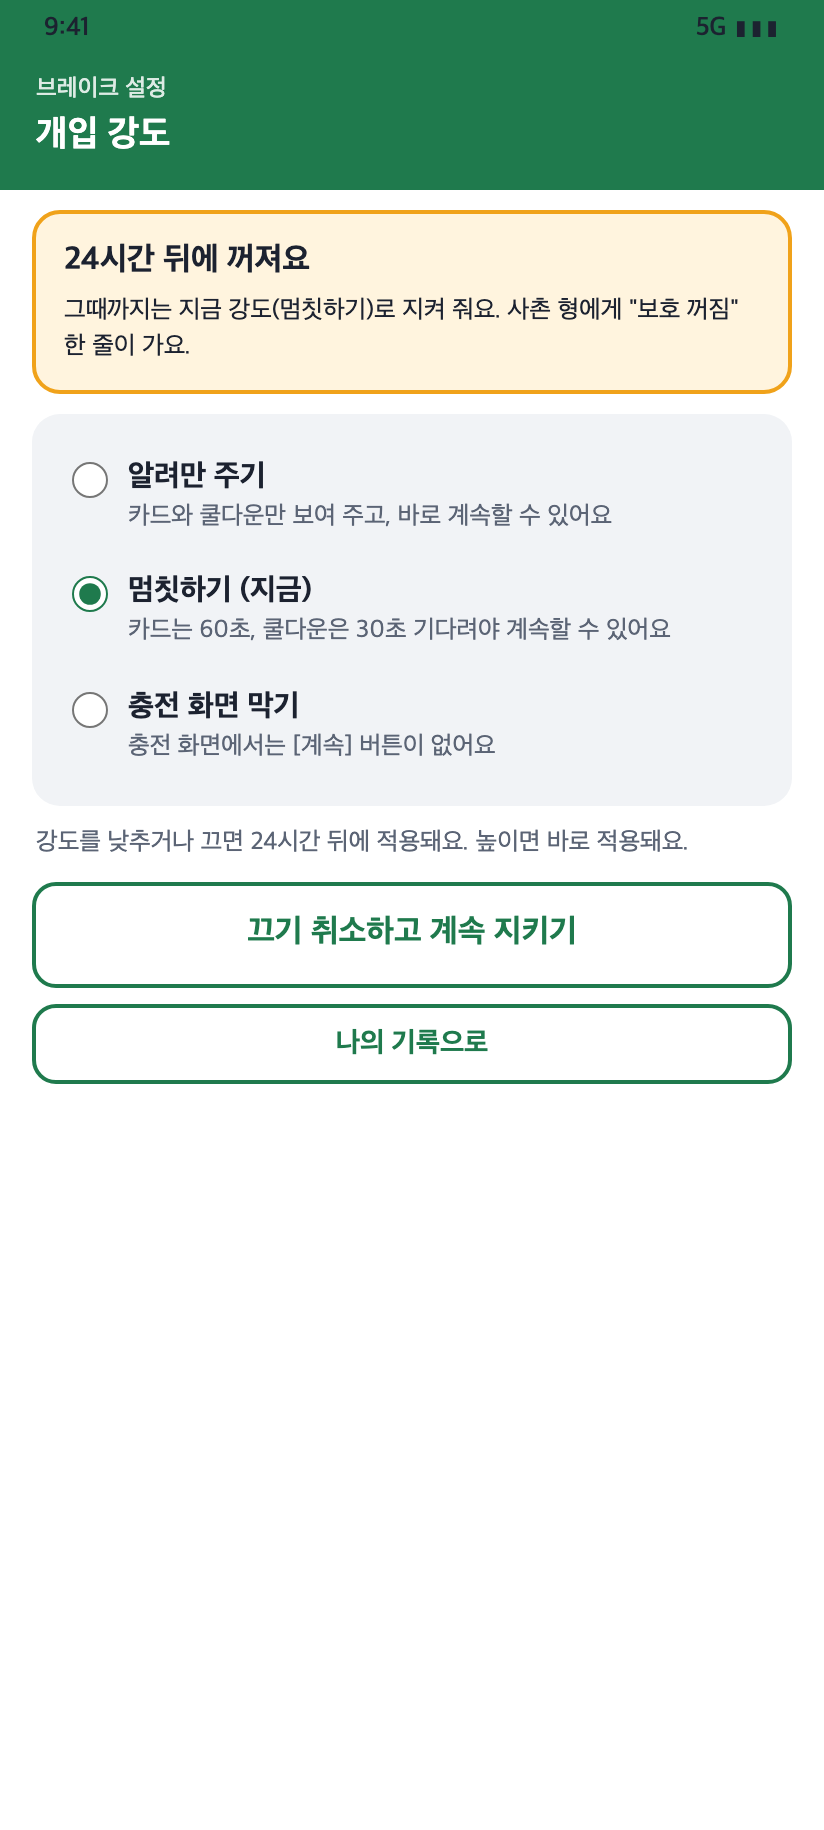 9:41
5G
브레이크 설정
개입 강도
24시간 뒤에 꺼져요
그때까지는 지금 강도(멈칫하기)로 지켜 줘요. 사촌 형에게 "보호 꺼짐"
한 줄이 가요.
알려만 주기
카드와 쿨다운만 보여 주고, 바로 계속할 수 있어요
멈칫하기 (지금)
카드는 60초, 쿨다운은 30초 기다려야 계속할 수 있어요
충전 화면 막기
충전 화면에서는 [계속] 버튼이 없어요
강도를 낮추거나 끄면 24시간 뒤에 적용돼요. 높이면 바로 적용돼요.
끄기 취소하고 계속 지키기
나의 기록으로